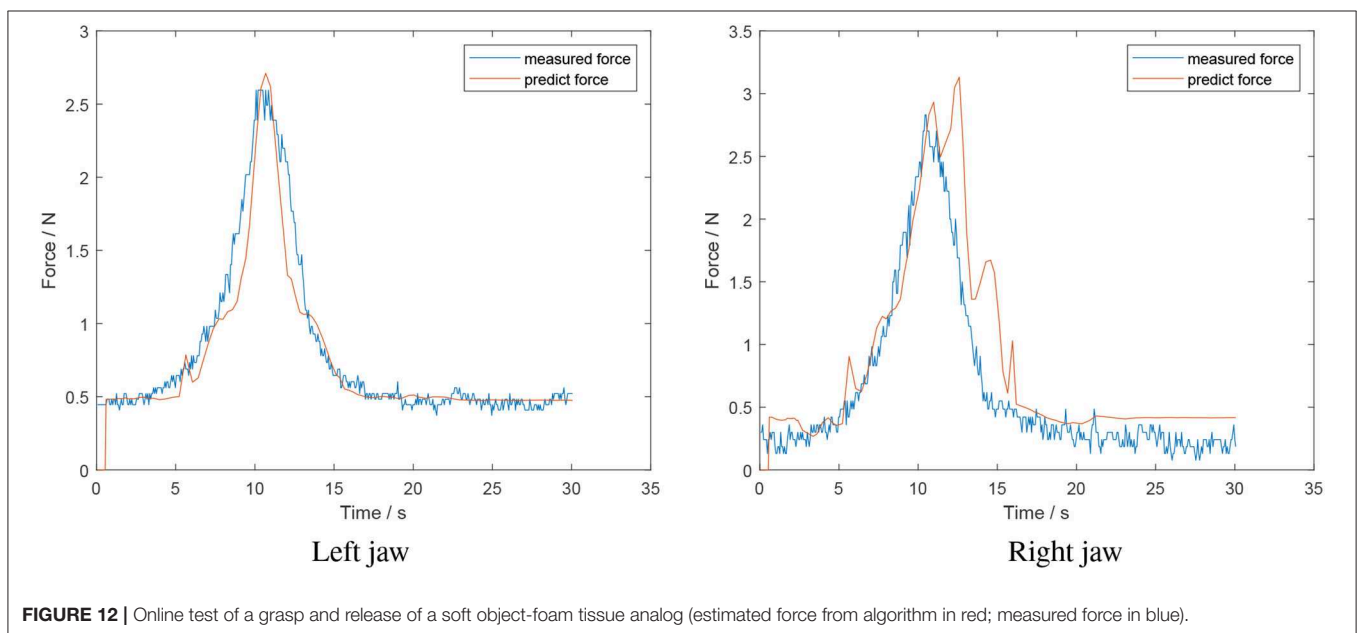 3
2.5
2
1.5
1
0.5
0
Force / N
measured force
predict force
0 5 10 15 20 25 30 35
Time / s
Left jaw
3.5
3
2.5
2
1.5
1
0.5
0
Force / N
measured force
predict force
0 5 10 15 20 25 30 35
Time / s
Right jaw
FIGURE 12 | Online test of a grasp and release of a soft object-foam tissue analog (estimated force from algorithm in red; measured force in blue).